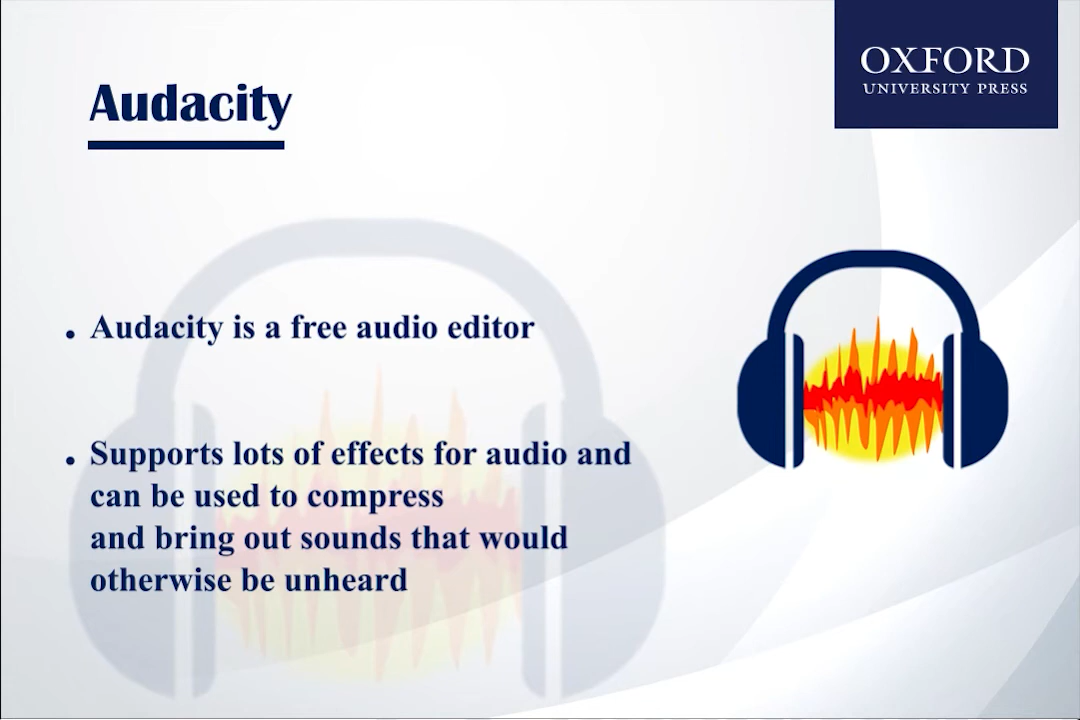 OXFORD
UNIVERSITY PRESS
Audacity
. Audacity is a free audio editor
. Supports lots of effects for audio and
can be used to compress
and bring out sounds that would
otherwise be unheard